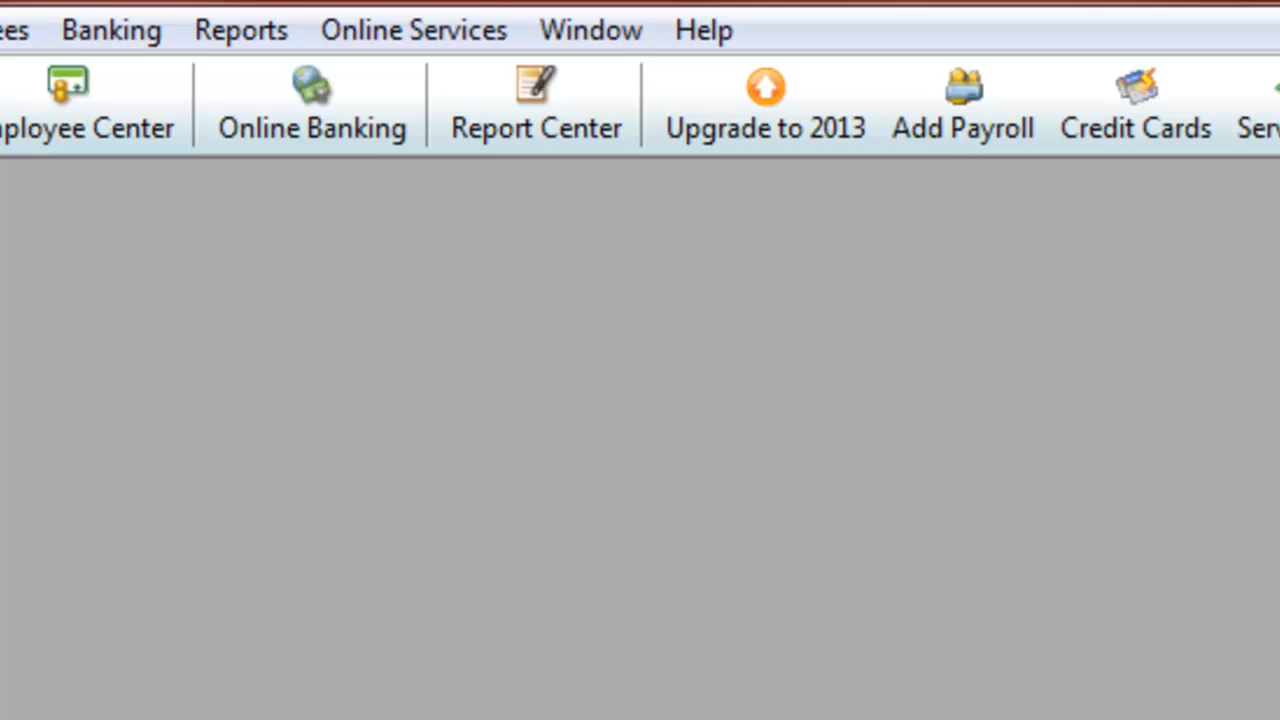 ees Banking Reports Online Services Window Help
ployee Center Online Banking Report Center Upgrade to 2013 Add Payroll Credit Cards Ser